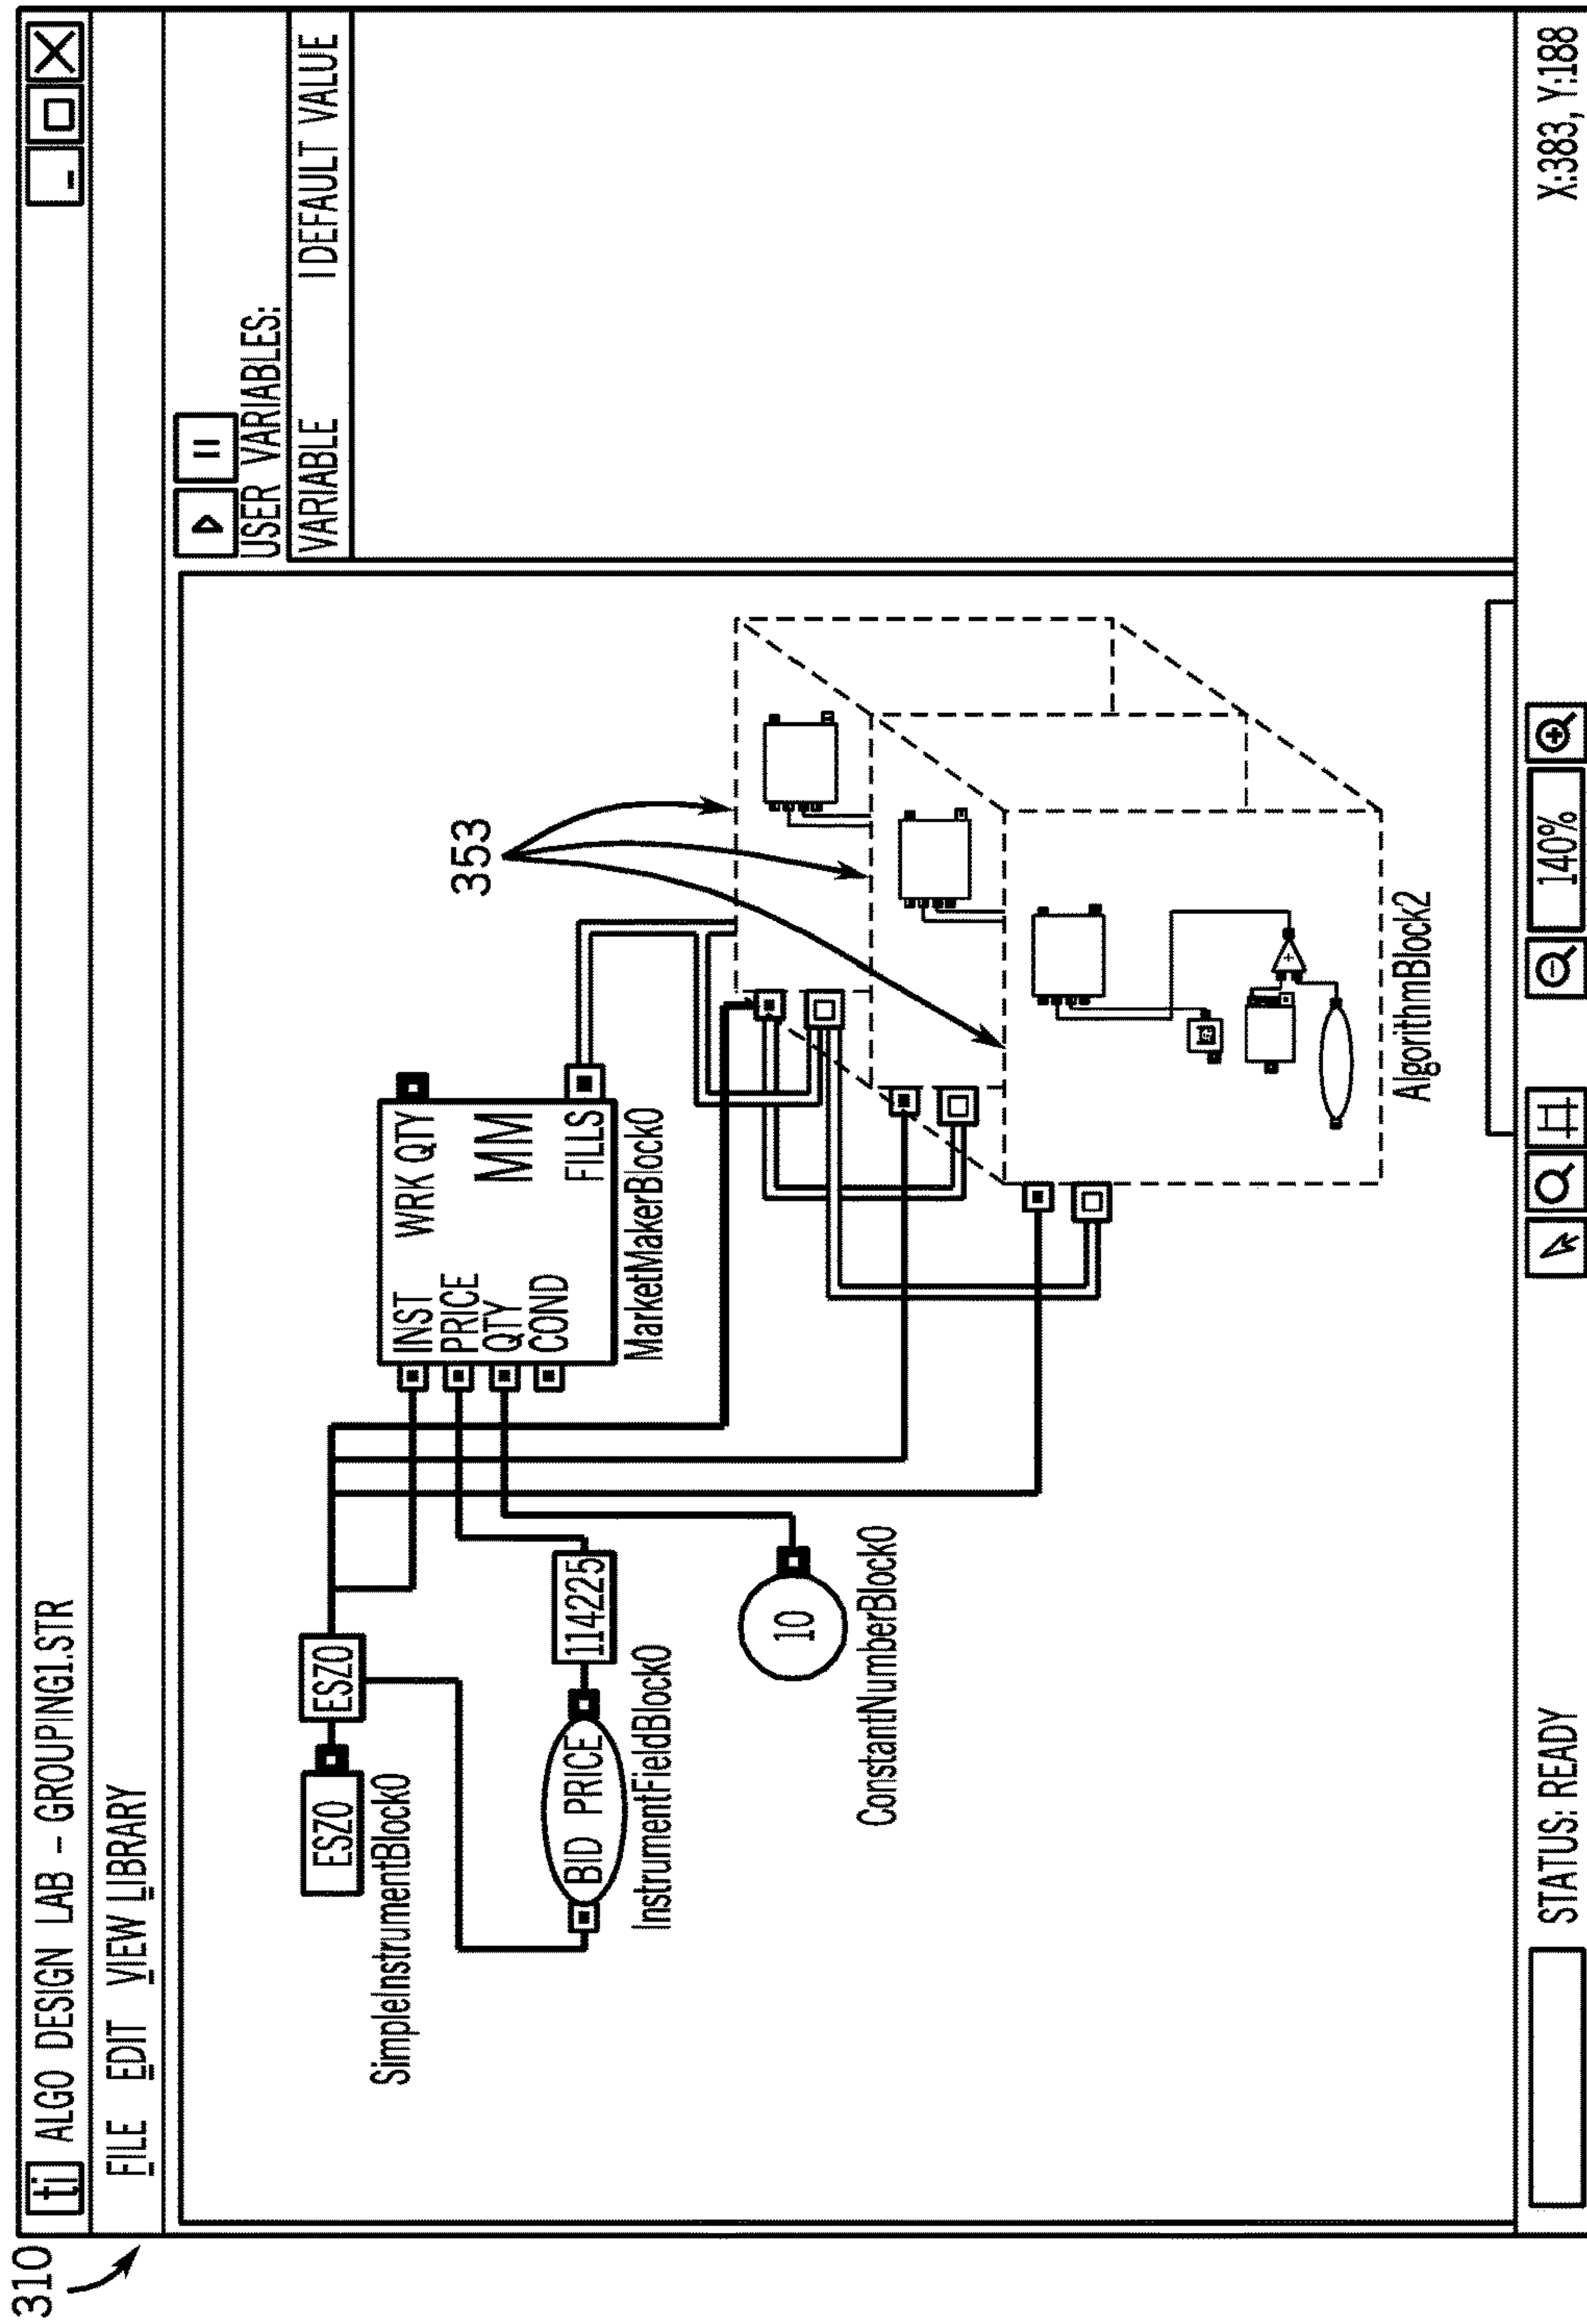 310
ti ALGO DESIGN LAB – GROUPING1.STR
FILE EDIT VIEW LIBRARY
USER VARIABLES:
VARIABLE IDEFAULT VALUE
ESZ0
ESZ0
SimpleInstrumentBlock0
INST
WRK QTY
PRICE
QTY
MM
COND
FILLS
MarketMakerBlock0
353
BID PRICE
114225
InstrumentFieldBlock0
10
ConstantNumberBlock0
+
AlgorithmBlock2
STATUS: READY
140%
X:383, Y:188